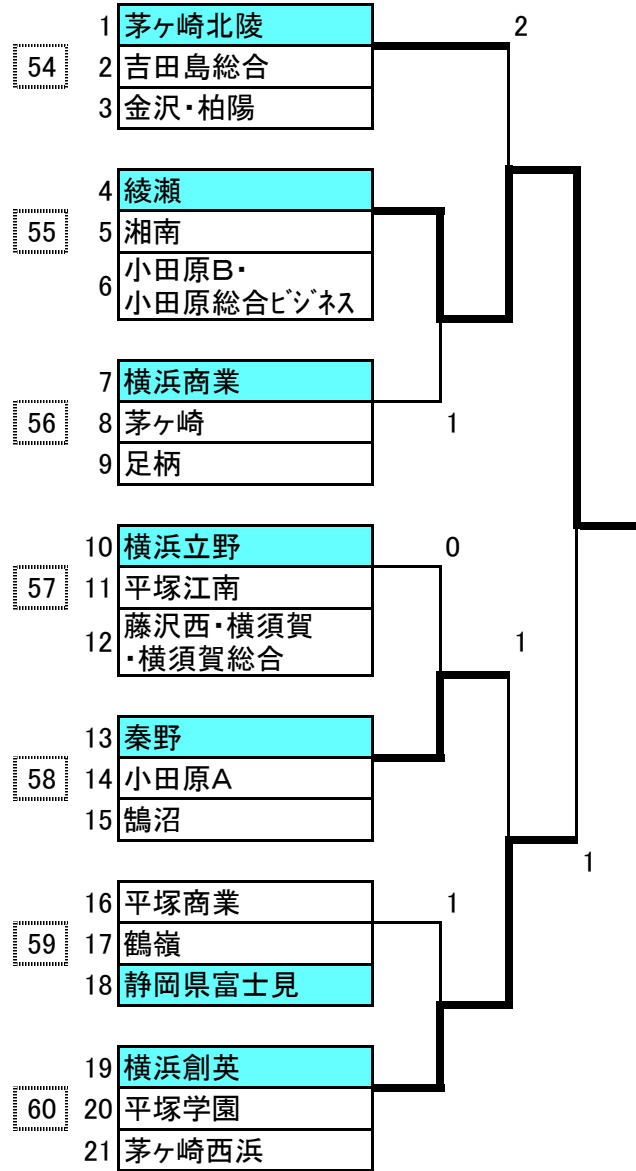 1 茅ヶ崎北陵 2
54 2 吉田島総合
3 金沢・柏陽
4 綾瀬
55 5 湘南
6 小田原B・
小田原総合ビジネス
7 横浜商業
56 8 茅ヶ崎 1
9 足柄
10 横浜立野 0
57 11 平塚江南
12 藤沢西・横須賀 1
・横須賀総合
13 秦野
58 14 小田原A
15 鵠沼
1
16 平塚商業 1
59 17 鶴嶺
18 静岡県富士見
19 横浜創英
60 20 平塚学園
21 茅ヶ崎西浜